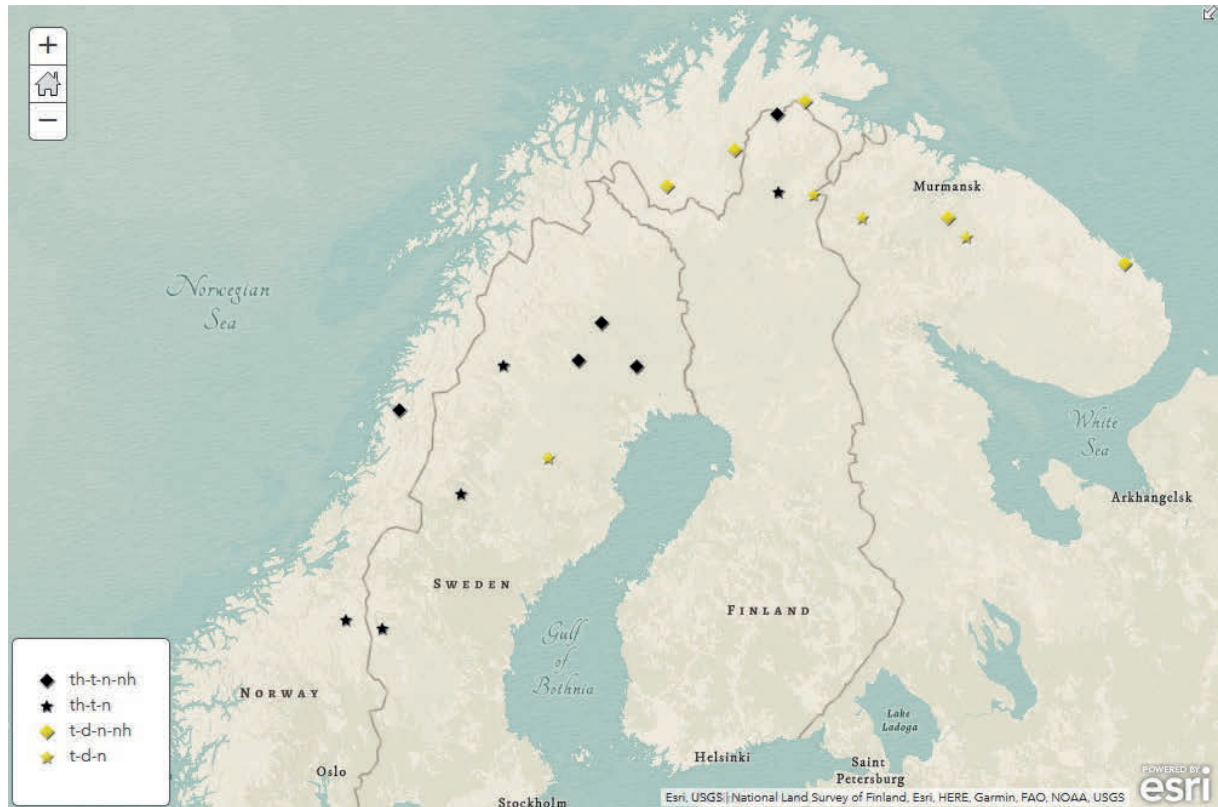 +
−
Norwegian
Sea
Murmansk
White
Sea
Arkhangelsk
SWEDEN
FINLAND
Gulf
of
Bothnia
NORWAY
Lake
Ladoga
Oslo
Helsinki
Saint
Petersburg
Stockholm
th-t-n-nh
th-t-n
t-d-n-nh
t-d-n
Esri, USGS | National Land Survey of Finland, Esri, HERE, Garmin, FAO, NOAA, USGS
POWERED BY
esri